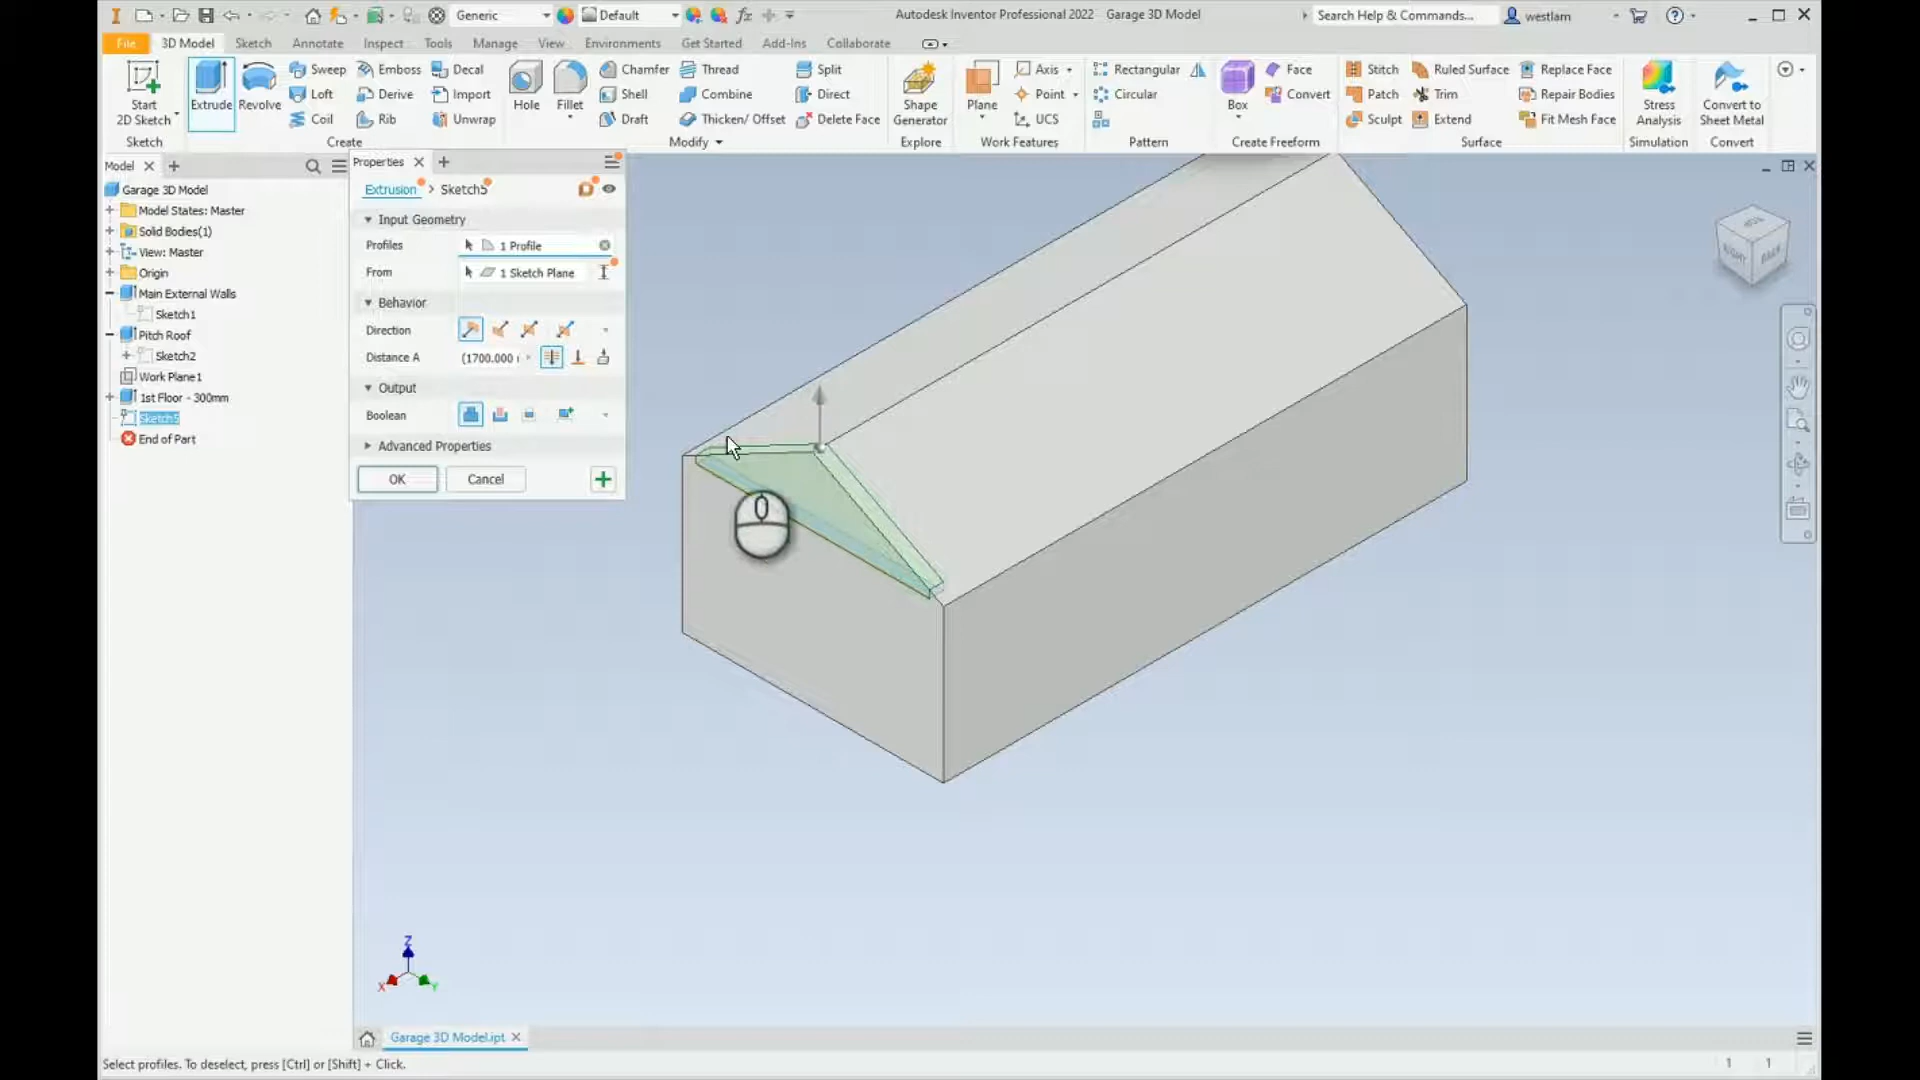 Generic
Default
Autodesk Inventor Professional 2022 Garage 3D Model
Search Help & Commands...
westlam
File 3D Model Sketch Annotate Inspect Tools Manage View Environments Get Started Add-Ins Collaborate
Start
2D Sketch
Extrude
Revolve
Sweep
Loft
Coil
Emboss
Derive
Rib
Decal
Import
Unwrap
Hole
Fillet
Chamfer
Shell
Draft
Thread
Combine
Thicken/ Offset
Split
Direct
Delete Face
Shape
Generator
Plane
Axis
Point
UCS
Rectangular
Circular
Box
Face
Convert
Stitch
Patch
Sculpt
Ruled Surface
Trim
Extend
Replace Face
Repair Bodies
Fit Mesh Face
Stress
Analysis
Convert to
Sheet Metal
Sketch Create Modify Explore Work Features Pattern Create Freeform Surface Simulation Convert
Model
Garage 3D Model
Model States: Master
Solid Bodies(1)
View: Master
Origin
Main External Walls
Sketch1
Pitch Roof
Sketch2
Work Plane1
1st Floor - 300mm
Sketch5
End of Part
Properties
Extrusion > Sketch5
Input Geometry
Profiles 1 Profile
From 1 Sketch Plane
Behavior
Direction
Distance A (1700.000
Output
Boolean
Advanced Properties
OK Cancel
TOP
RIGHT
BACK
Z
X
Y
Garage 3D Model.ipt
Select profiles. To deselect, press [Ctrl] or [Shift] + Click.
1 1